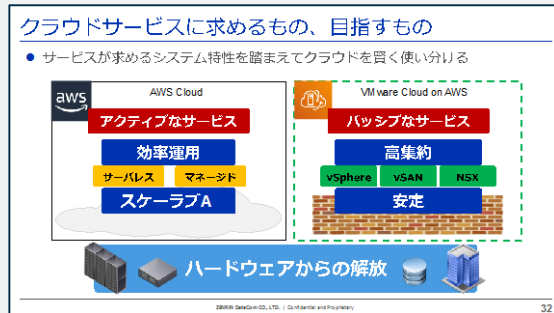 クラウドサービスに求めるもの、目指すもの
● サービスが求めるシステム特性を踏まえてクラウドを賢く使い分ける
aws
AWS Cloud
アクティブなサービス
効率運用
サーバレス
マネージド
スケーラブA
VMware Cloud on AWS
パッシブなサービス
高集約
vSphere
vSAN
NSX
安定
ハードウェアからの解放
ZENRIN DataCom CO., LTD. | Confidential and Proprietary
32